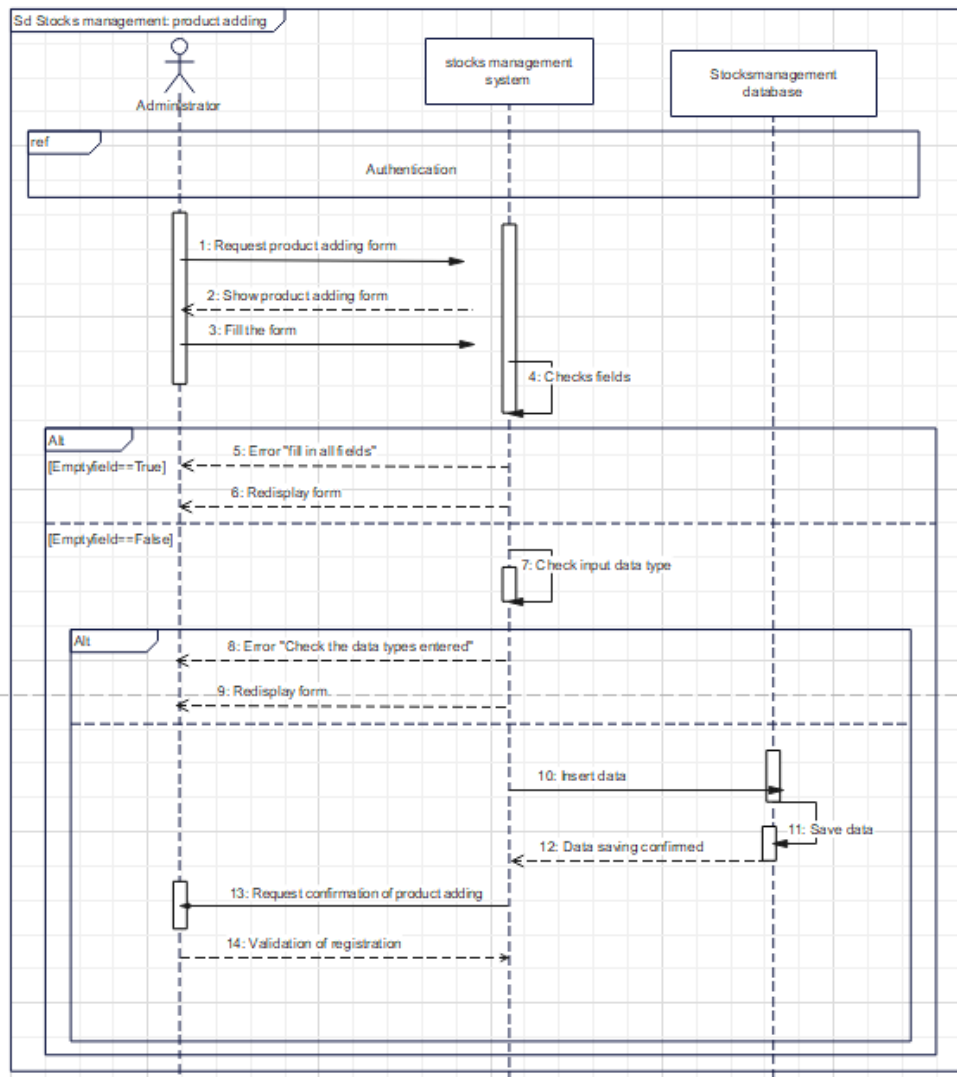 Sd Stocks management: product adding
Administrator
stocks management
system
Stocksmanagement
database
ref
Authentication
1: Request product adding form
2: Show product adding form
3: Fill the form
4: Checks fields
Alt
[Emptyfield==True]
5: Error "fill in all fields"
6: Redisplay form
[Emptyfield==False]
7: Check input data type
Alt
8: Error "Check the data types entered"
9: Redisplay form.
10: Insert data
11: Save data
12: Data saving confirmed
13: Request confirmation of product adding
14: Validation of registration